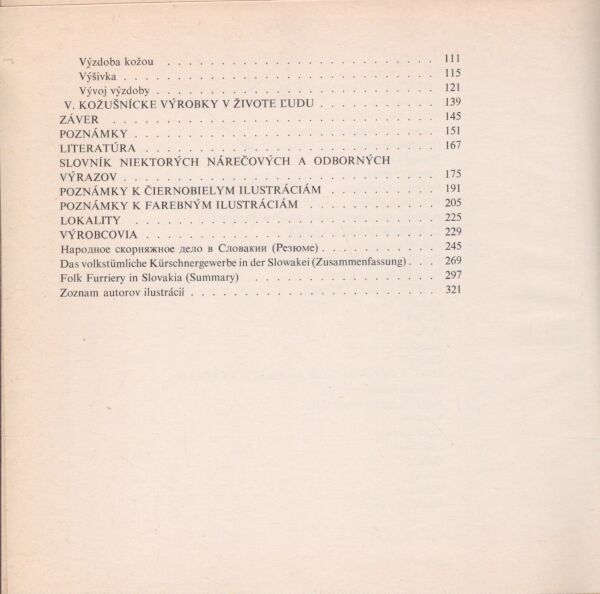 Výzdoba kožou . . . . . . . . . . . . . . . . . . . . . . . . 111
Výšivka . . . . . . . . . . . . . . . . . . . . . . . . . . . . 115
Vývoj výzdoby . . . . . . . . . . . . . . . . . . . . . . . . 121
V. KOŽUŠNÍCKE VÝROBKY V ŽIVOTE ĽUDU . . . . . . . . . . 139
ZÁVER . . . . . . . . . . . . . . . . . . . . . . . . . . . . 145
POZNÁMKY . . . . . . . . . . . . . . . . . . . . . . . . . . 151
LITERATÚRA . . . . . . . . . . . . . . . . . . . . . . . . . 167
SLOVNÍK NIEKTORÝCH NÁREČOVÝCH A ODBORNÝCH
VÝRAZOV . . . . . . . . . . . . . . . . . . . . . . . . . . . 175
POZNÁMKY K ČIERNOBIELYM ILUSTRÁCIÁM . . . . . . . . . 191
POZNÁMKY K FAREBNÝM ILUSTRÁCIÁM . . . . . . . . . . . 205
LOKALITY . . . . . . . . . . . . . . . . . . . . . . . . . . 225
VÝROBCOVIA . . . . . . . . . . . . . . . . . . . . . . . . . 229
Народное скорняжное дело в Словакии (Резюме) . . . . . . . . . 245
Das volkstümliche Kürschnergewerbe in der Slowakei (Zusammenfassung) . . . 269
Folk Furriery in Slovakia (Summary) . . . . . . . . . . . . . . . 297
Zoznam autorov ilustrácií . . . . . . . . . . . . . . . . . . . . 321